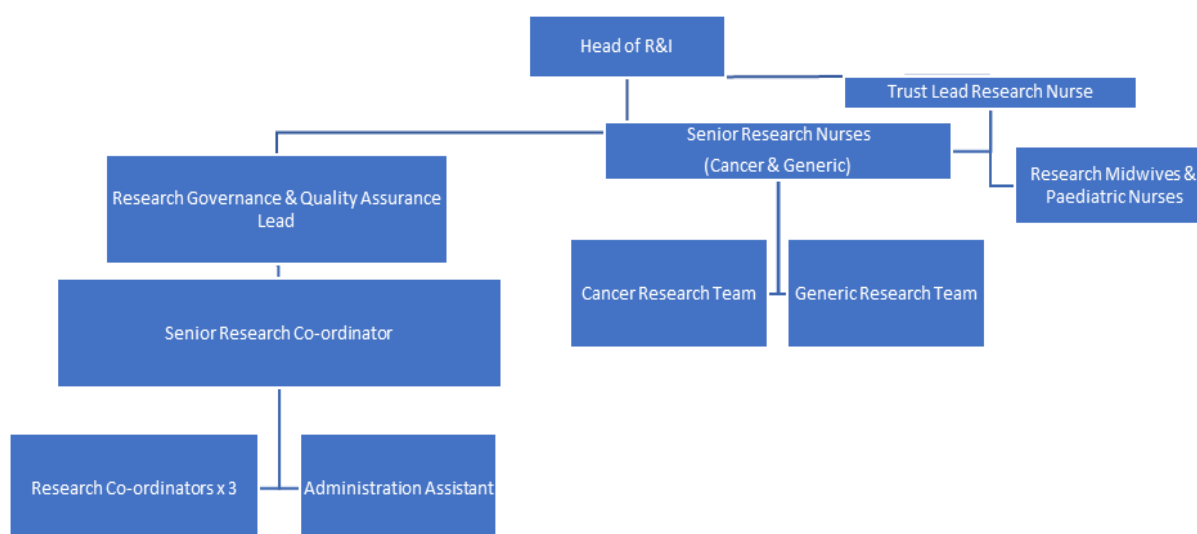 Head of R&I
Trust Lead Research Nurse
Senior Research Nurses
(Cancer & Generic)
Research Midwives &
Paediatric Nurses
Research Governance & Quality Assurance
Lead
Cancer Research Team
Generic Research Team
Senior Research Co-ordinator
Research Co-ordinators x 3
Administration Assistant